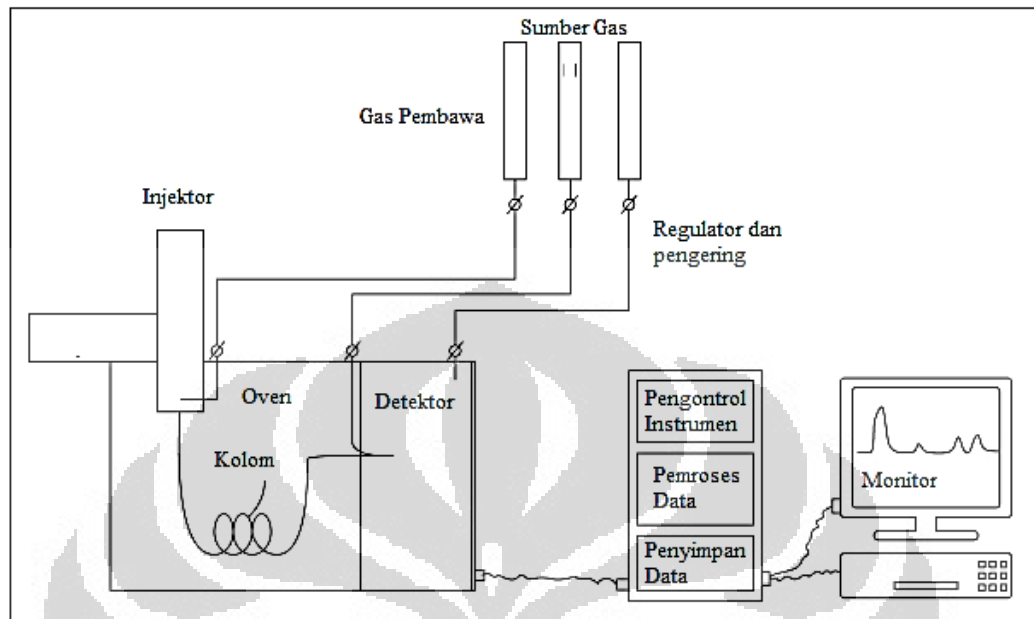 Sumber Gas
Gas Pembawa
Injektor
Regulator dan
pengering
Oven
Detektor
Kolom
Pengontrol
Instrumen
Pemroses
Data
Penyimpan
Data
Monitor